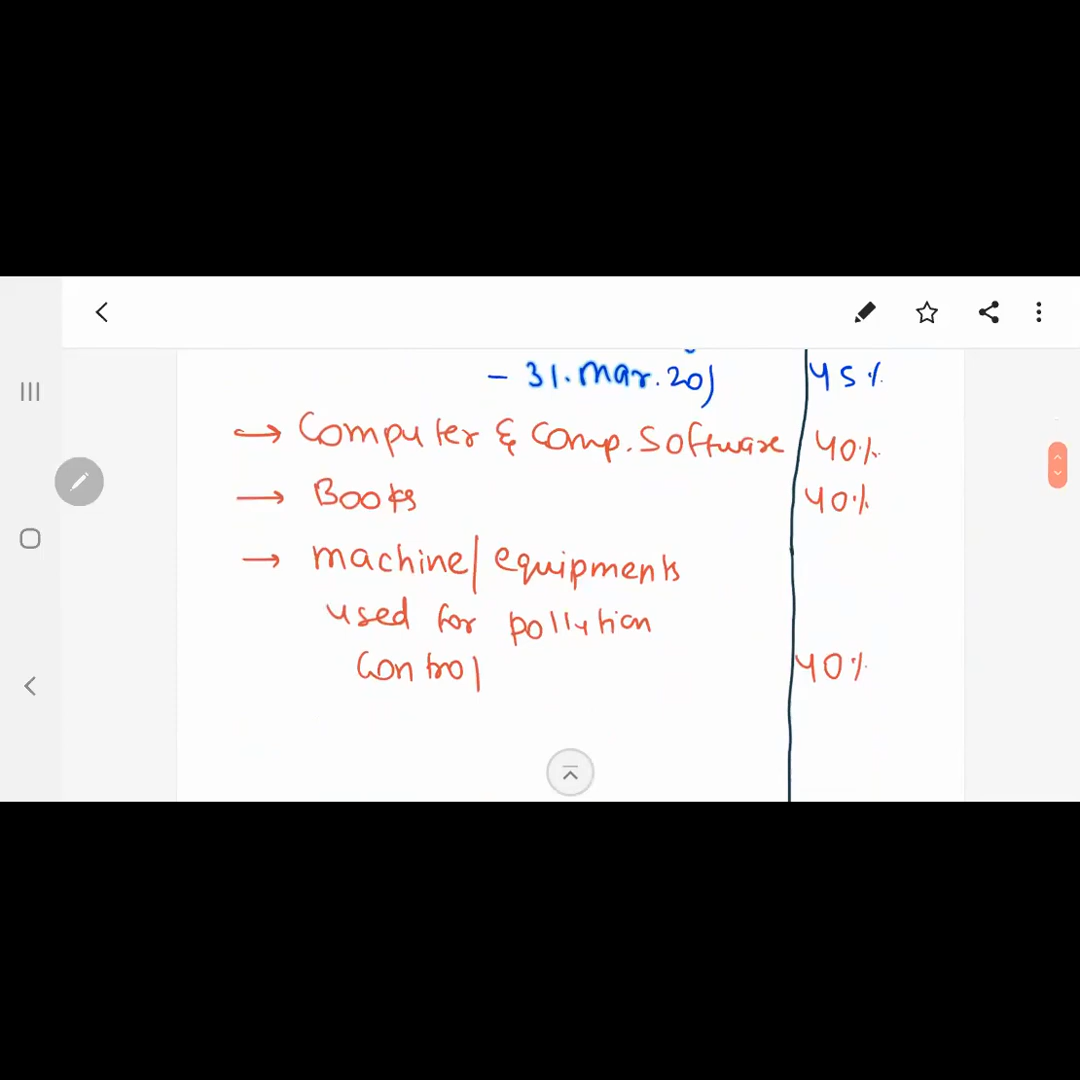 - 31.Mar.20)
45%
→ Computer & Comp. Software
40%
→ Books
40%
→ machine/equipments
used for pollution
control
40%